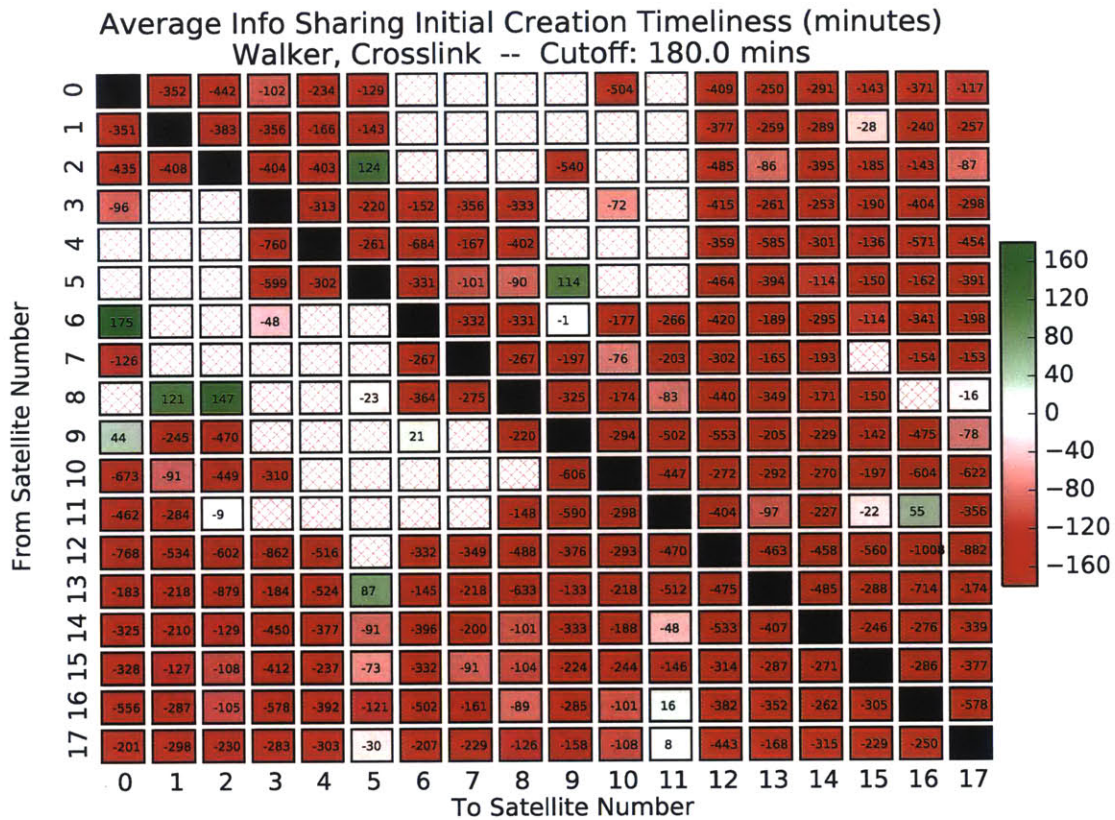 Average Info Sharing Initial Creation Timeliness (minutes)
Walker, Crosslink -- Cutoff: 180.0 mins
0 -352 -442 -102 -234 -129 -504 -409 -250 -291 -143 -371 -117
1 -351 -383 -356 -166 -143 -377 -259 -289 -28 -240 -257
2 -435 -408 -404 -403 124 -540 -485 -86 -395 -185 -143 -87
3 -96 -313 -220 -152 -356 -333 -72 -415 -261 -253 -190 -404 -298
4 -760 -261 -684 -167 -402 -359 -585 -301 -136 -571 -454
5 -599 -302 -331 -101 -90 114 -464 -394 -114 -150 -162 -391
6 175 -48 -332 -331 -1 -177 -266 -420 -189 -295 -114 -341 -198
7 -126 -267 -267 -197 -76 -203 -302 -165 -193 -154 -153
8 121 147 -23 -364 -275 -325 -174 -83 -440 -349 -171 -150 -16
9 44 -245 -470 21 -220 -294 -502 -553 -205 -229 -142 -475 -78
10 -673 -91 -449 -310 -606 -447 -272 -292 -270 -197 -604 -622
11 -462 -284 -9 -148 -590 -298 -404 -97 -227 -22 55 -356
12 -768 -534 -602 -862 -516 -332 -349 -488 -376 -293 -470 -463 -458 -560 -1008 -882
13 -183 -218 -879 -184 -524 87 -145 -218 -633 -133 -218 -512 -475 -485 -288 -714 -174
14 -325 -210 -129 -450 -377 -91 -396 -200 -101 -333 -188 -48 -533 -407 -246 -276 -339
15 -328 -127 -108 -412 -237 -73 -332 -91 -104 -224 -244 -146 -314 -287 -271 -286 -377
16 -556 -287 -105 -578 -392 -121 -502 -161 -89 -285 -101 16 -382 -352 -262 -305 -578
17 -201 -298 -230 -283 -303 -30 -207 -229 -126 -158 -108 8 -443 -168 -315 -229 -250
0 1 2 3 4 5 6 7 8 9 10 11 12 13 14 15 16 17
To Satellite Number
From Satellite Number
160
120
80
40
0
−40
−80
−120
−160